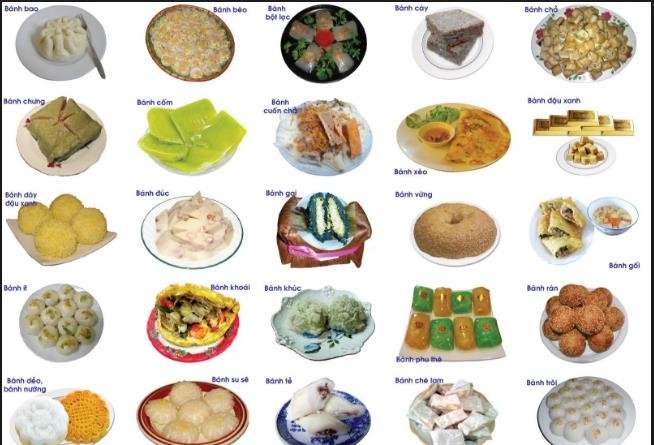 Bánh bao
Bánh bèo
Bánh
bột lọc
Bánh cáy
Bánh chả
Bánh chưng
Bánh cốm
Bánh
cuốn chả
Bánh xèo
Bánh đậu xanh
Bánh dày
đậu xanh
Bánh đúc
Bánh gai
Bánh vừng
Bánh gối
Bánh ít
Bánh khoái
Bánh khúc
Bánh phu thê
Bánh rán
Bánh dẻo,
bánh nướng
Bánh su sê
Bánh tẻ
Bánh chè lam
Bánh trôi